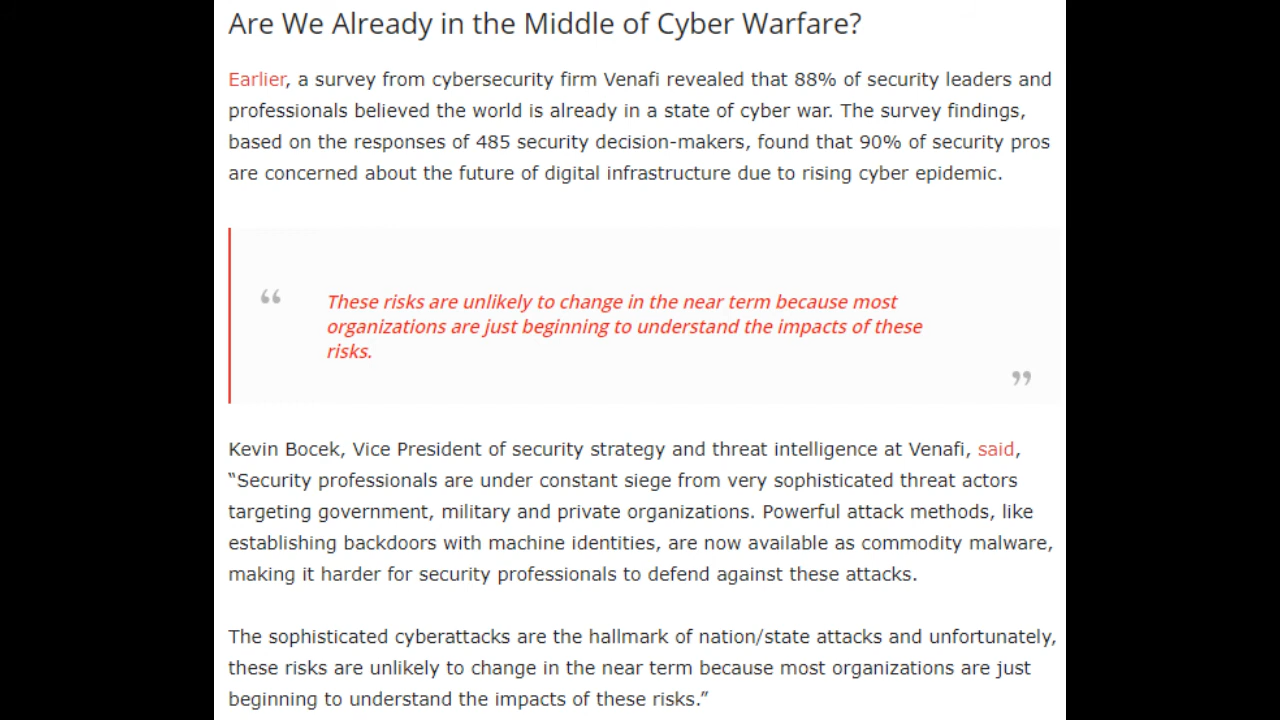 Are We Already in the Middle of Cyber Warfare?
Earlier, a survey from cybersecurity firm Venafi revealed that 88% of security leaders and
professionals believed the world is already in a state of cyber war. The survey findings,
based on the responses of 485 security decision-makers, found that 90% of security pros
are concerned about the future of digital infrastructure due to rising cyber epidemic.
“
These risks are unlikely to change in the near term because most
organizations are just beginning to understand the impacts of these
risks.
”
Kevin Bocek, Vice President of security strategy and threat intelligence at Venafi, said,
“Security professionals are under constant siege from very sophisticated threat actors
targeting government, military and private organizations. Powerful attack methods, like
establishing backdoors with machine identities, are now available as commodity malware,
making it harder for security professionals to defend against these attacks.
The sophisticated cyberattacks are the hallmark of nation/state attacks and unfortunately,
these risks are unlikely to change in the near term because most organizations are just
beginning to understand the impacts of these risks.”